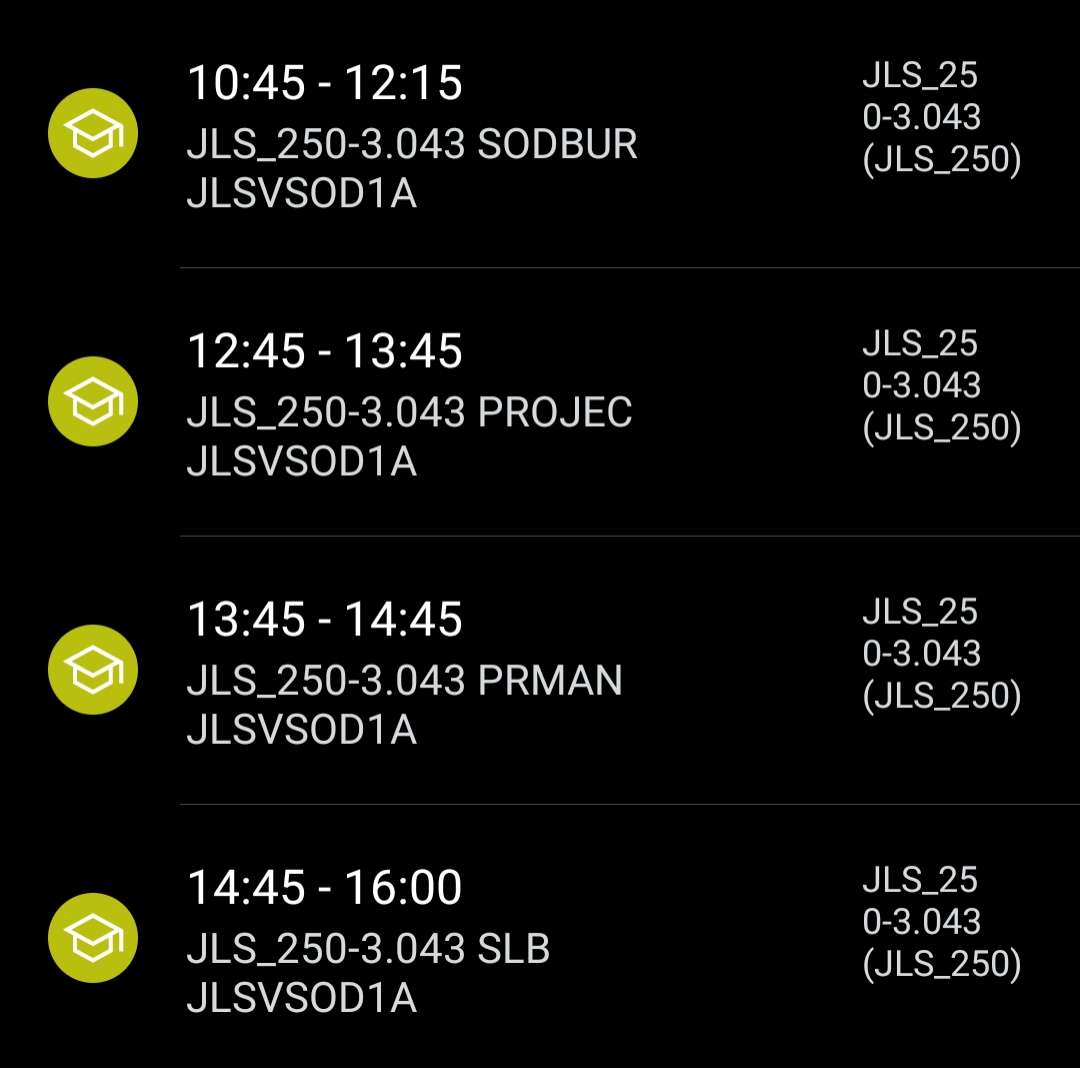 10:45 - 12:15
JLS_250-3.043 SODBUR
JLSVSOD1A
JLS_25
0-3.043
(JLS_250)
12:45 - 13:45
JLS_250-3.043 PROJEC
JLSVSOD1A
JLS_25
0-3.043
(JLS_250)
13:45 - 14:45
JLS_250-3.043 PRMAN
JLSVSOD1A
JLS_25
0-3.043
(JLS_250)
14:45 - 16:00
JLS_250-3.043 SLB
JLSVSOD1A
JLS_25
0-3.043
(JLS_250)